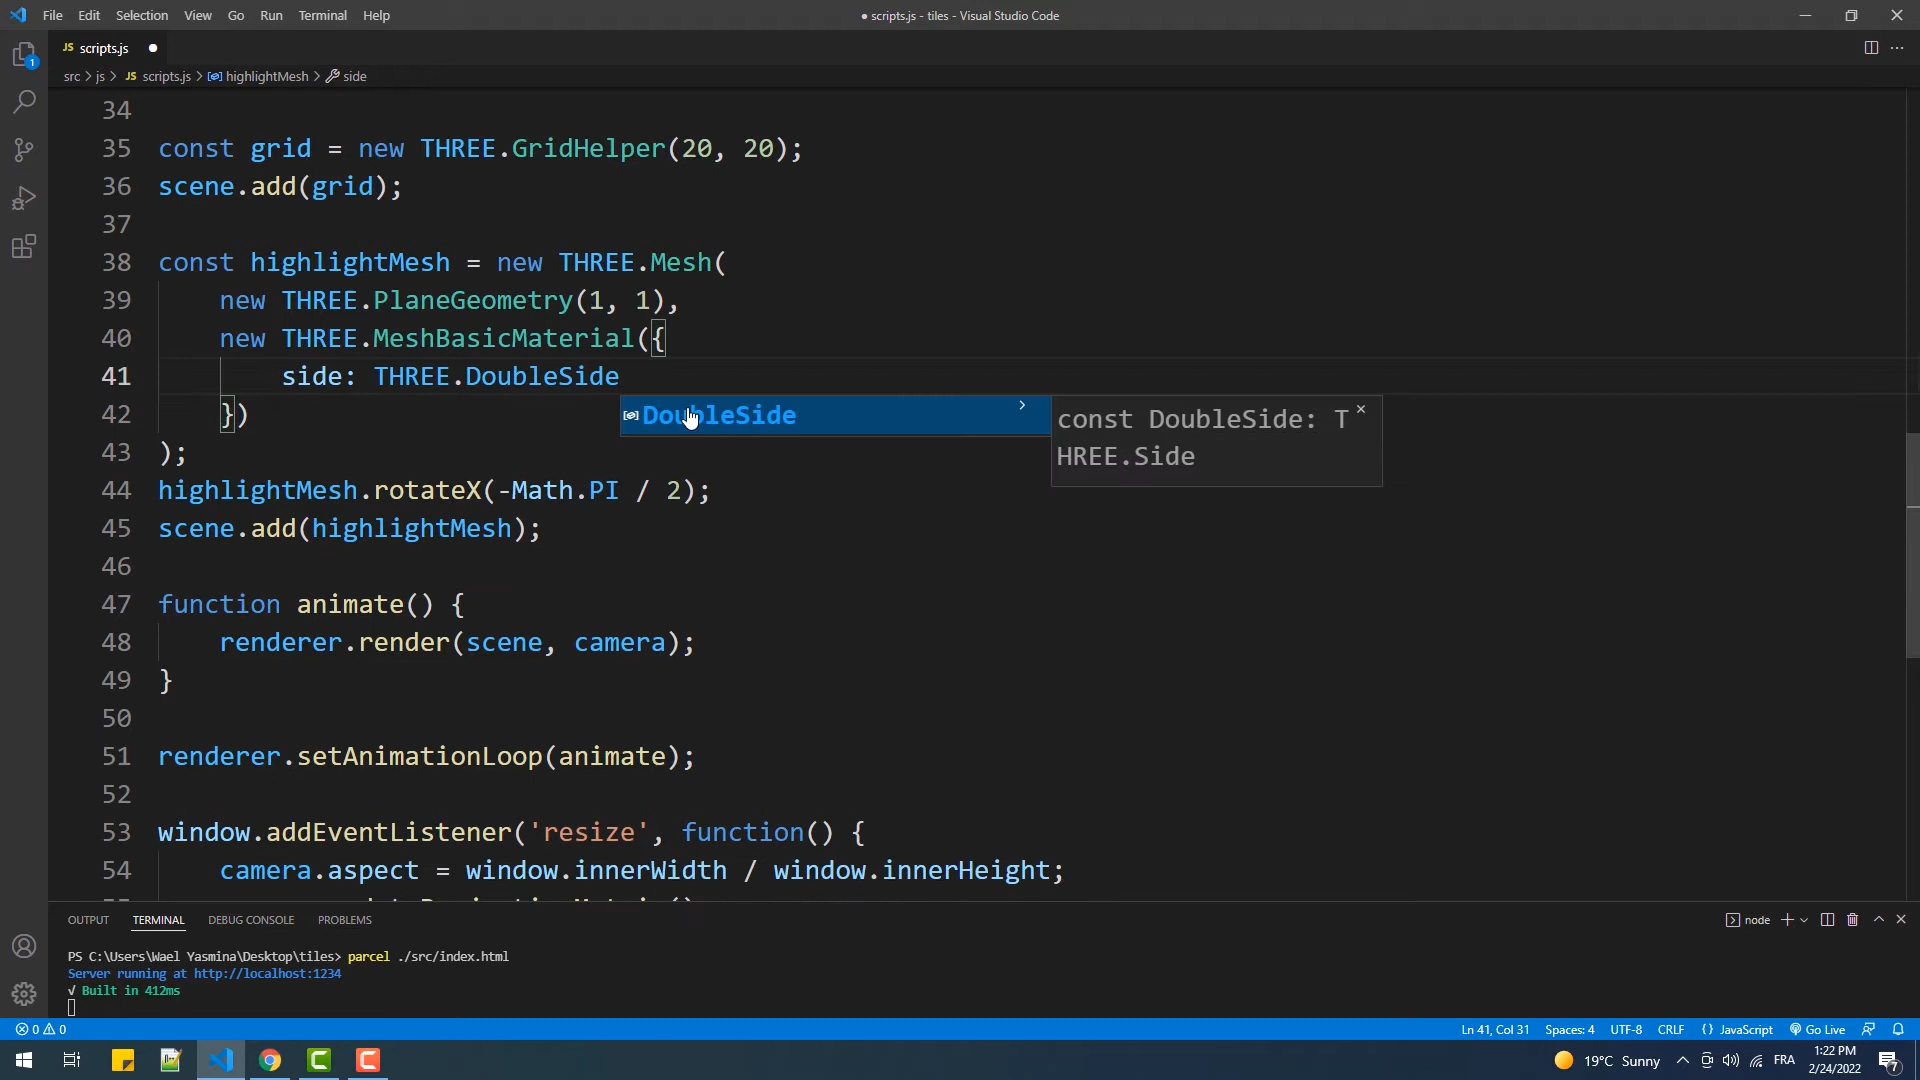 File Edit Selection View Go Run Terminal Help
● scripts.js - tiles - Visual Studio Code
JS scripts.js ●
src > js > JS scripts.js > highlightMesh > side
1
34
35 const grid = new THREE.GridHelper(20, 20);
36 scene.add(grid);
37
38 const highlightMesh = new THREE.Mesh(
39 new THREE.PlaneGeometry(1, 1),
40 new THREE.MeshBasicMaterial({
41 side: THREE.DoubleSide
42 })
DoubleSide >
const DoubleSide: T
HREE.Side
43 );
44 highlightMesh.rotateX(-Math.PI / 2);
45 scene.add(highlightMesh);
46
47 function animate() {
48 renderer.render(scene, camera);
49 }
50
51 renderer.setAnimationLoop(animate);
52
53 window.addEventListener('resize', function() {
54 camera.aspect = window.innerWidth / window.innerHeight;
OUTPUT TERMINAL DEBUG CONSOLE PROBLEMS
node
PS C:\Users\Wael Yasmina\Desktop\tiles> parcel ./src/index.html
Server running at http://localhost:1234
√ Built in 412ms
0 0
Ln 41, Col 31 Spaces: 4 UTF-8 CRLF {} JavaScript Go Live
19°C Sunny
FRA
1:22 PM
2/24/2022
7